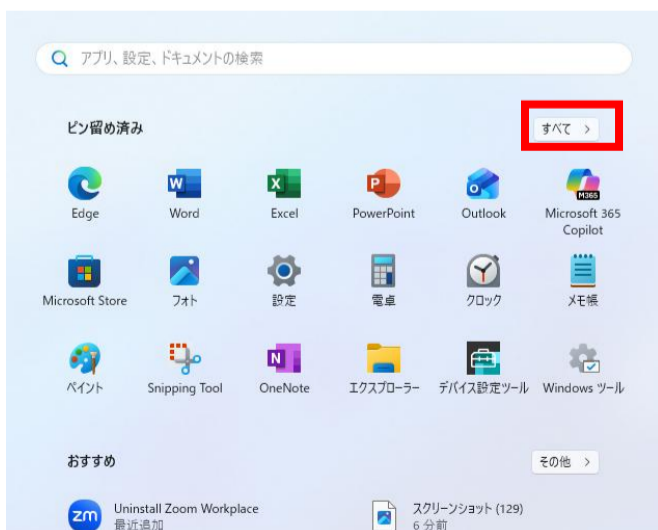 アプリ、設定、ドキュメントの検索
ピン留め済み
すべて >
Edge
Word
Excel
PowerPoint
Outlook
Microsoft 365
Copilot
Microsoft Store
フォト
設定
電卓
クロック
メモ帳
ペイント
Snipping Tool
OneNote
エクスプローラー
デバイス設定ツール
Windows ツール
おすすめ
その他 >
Uninstall Zoom Workplace
最近追加
スクリーンショット (129)
6 分前
W
X
P
o
M365
N
zm